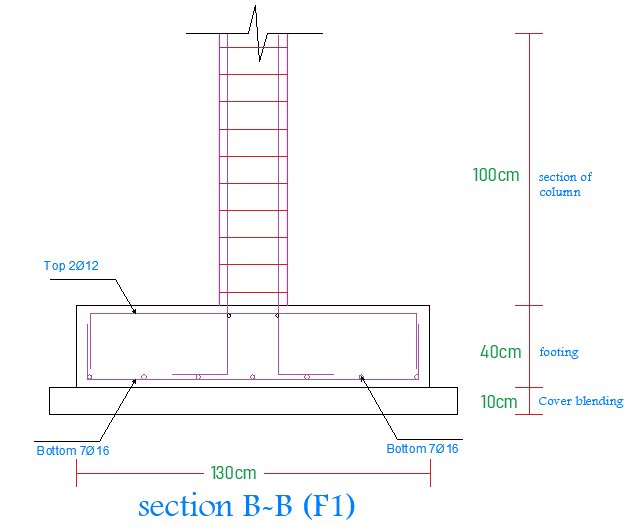 100cm
section of
column
Top 2Ø12
40cm
footing
10cm
Cover blending
Bottom 7Ø16
Bottom 7Ø16
130cm
section B-B (F1)